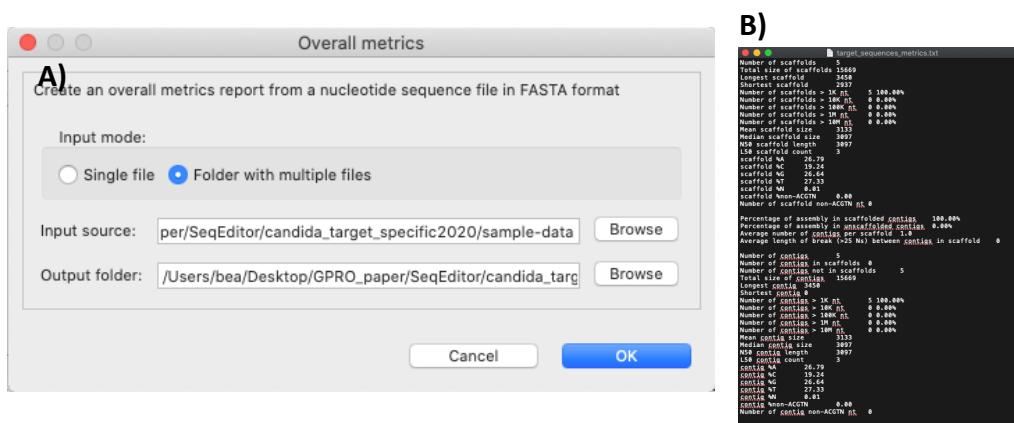 A)
Overall metrics
Create an overall metrics report from a nucleotide sequence file in FASTA format
Input mode:
Single file
Folder with multiple files
Input source: per/SeqEditor/candida_target_specific2020/sample-data Browse
Output folder: /Users/bea/Desktop/GPRO_paper/SeqEditor/candida_targ Browse
Cancel OK
B)
target_sequences_metrics.txt
Number of scaffolds 5
Total size of scaffolds 15669
Longest scaffold 3450
Shortest scaffold 2937
Number of scaffolds > 1K nt 5 100.00%
Number of scaffolds > 10K nt 0 0.00%
Number of scaffolds > 100K nt 0 0.00%
Number of scaffolds > 1M nt 0 0.00%
Number of scaffolds > 10M nt 0 0.00%
Mean scaffold size 3133
Median scaffold size 3097
N50 scaffold length 3097
L50 scaffold count 3
scaffold %A 26.79
scaffold %C 19.24
scaffold %G 26.64
scaffold %T 27.33
scaffold %N 0.01
scaffold %non-ACGTN 0.00
Number of scaffold non-ACGTN nt 0
Percentage of assembly in scaffolded contigs 100.00%
Percentage of assembly in unscaffolded contigs 0.00%
Average number of contigs per scaffold 1.0
Average length of break (>25 Ns) between contigs in scaffold 0
Number of contigs 5
Number of contigs in scaffolds 0
Number of contigs not in scaffolds 5
Total size of contigs 15669
Longest contig 3450
Shortest contig 0
Number of contigs > 1K nt 5 100.00%
Number of contigs > 10K nt 0 0.00%
Number of contigs > 100K nt 0 0.00%
Number of contigs > 1M nt 0 0.00%
Number of contigs > 10M nt 0 0.00%
Mean contig size 3133
Median contig size 3097
N50 contig length 3097
L50 contig count 3
contig %A 26.79
contig %C 19.24
contig %G 26.64
contig %T 27.33
contig %N 0.01
contig %non-ACGTN 0.00
Number of contig non-ACGTN nt 0